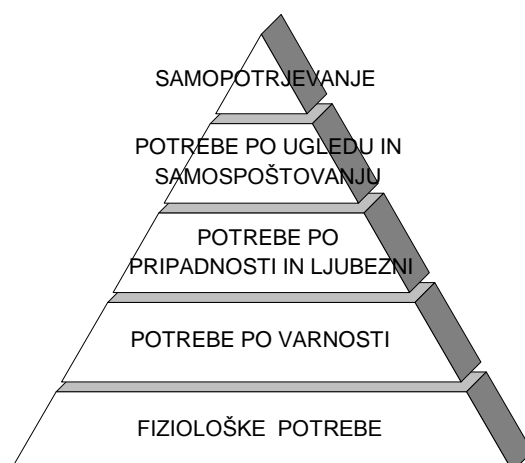 SAMOPOTRJEVANJE
POTREBE PO UGLEDU IN
SAMOSPOŠTOVANJU
POTREBE PO
PRIPADNOSTI IN LJUBEZNI
POTREBE PO VARNOSTI
FIZIOLOŠKE POTREBE